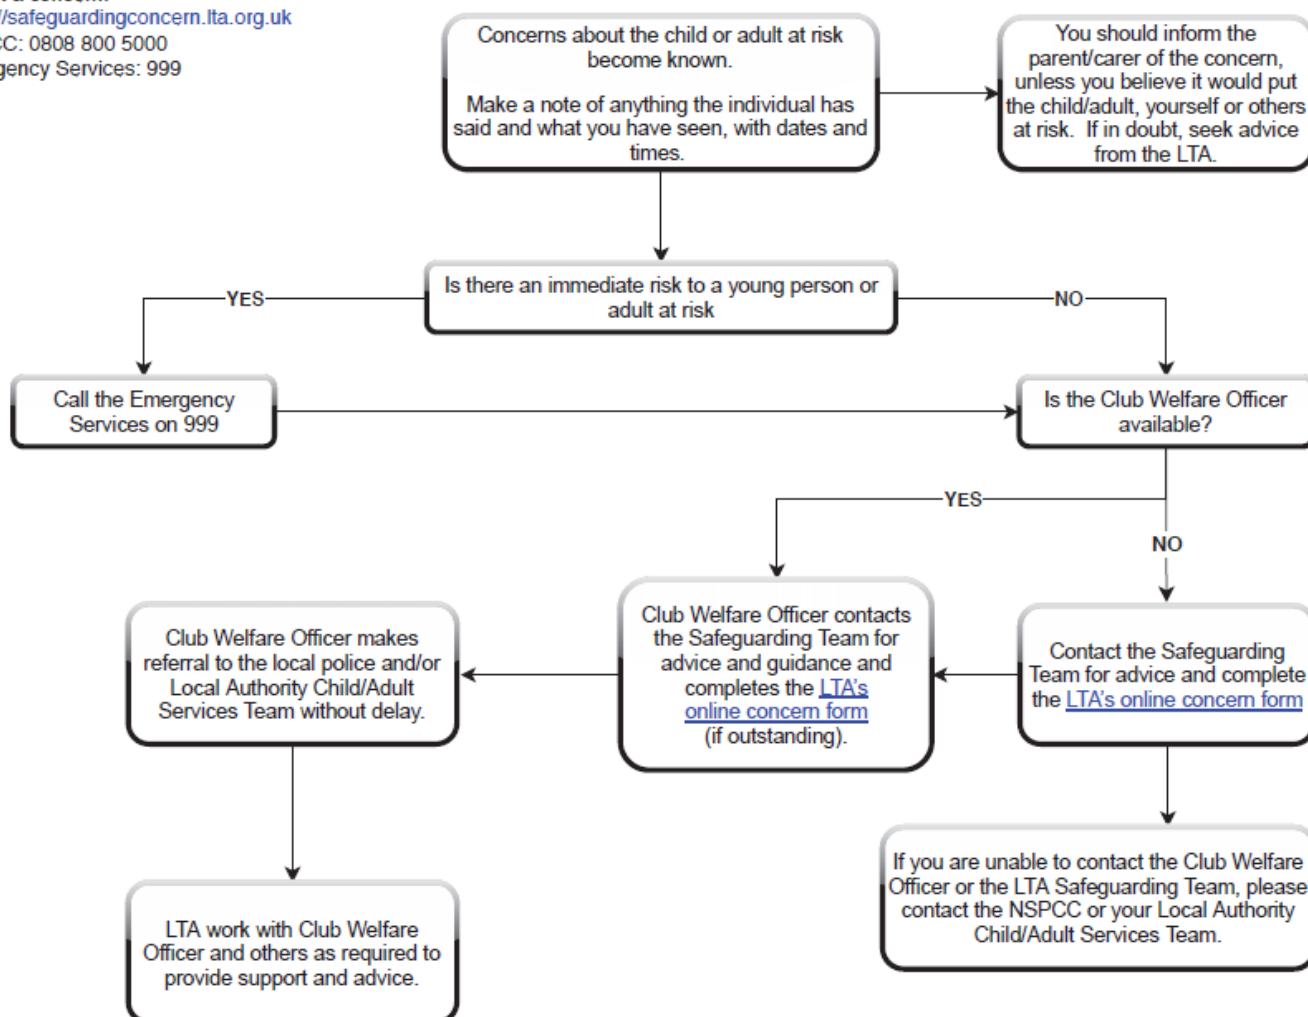 //safeguardingconcern.lta.org.uk
CC: 0808 800 5000
gency Services: 999
Concerns about the child or adult at risk
become known.
Make a note of anything the individual has
said and what you have seen, with dates and
times.
You should inform the
parent/carer of the concern,
unless you believe it would put
the child/adult, yourself or others
at risk. If in doubt, seek advice
from the LTA.
Is there an immediate risk to a young person or
adult at risk
YES
NO
Call the Emergency
Services on 999
Is the Club Welfare Officer
available?
YES
NO
Club Welfare Officer makes
referral to the local police and/or
Local Authority Child/Adult
Services Team without delay.
Club Welfare Officer contacts
the Safeguarding Team for
advice and guidance and
completes the LTA's
online concern form
(if outstanding).
Contact the Safeguarding
Team for advice and complete
the LTA's online concern form
If you are unable to contact the Club Welfare
Officer or the LTA Safeguarding Team, please
contact the NSPCC or your Local Authority
Child/Adult Services Team.
LTA work with Club Welfare
Officer and others as required to
provide support and advice.